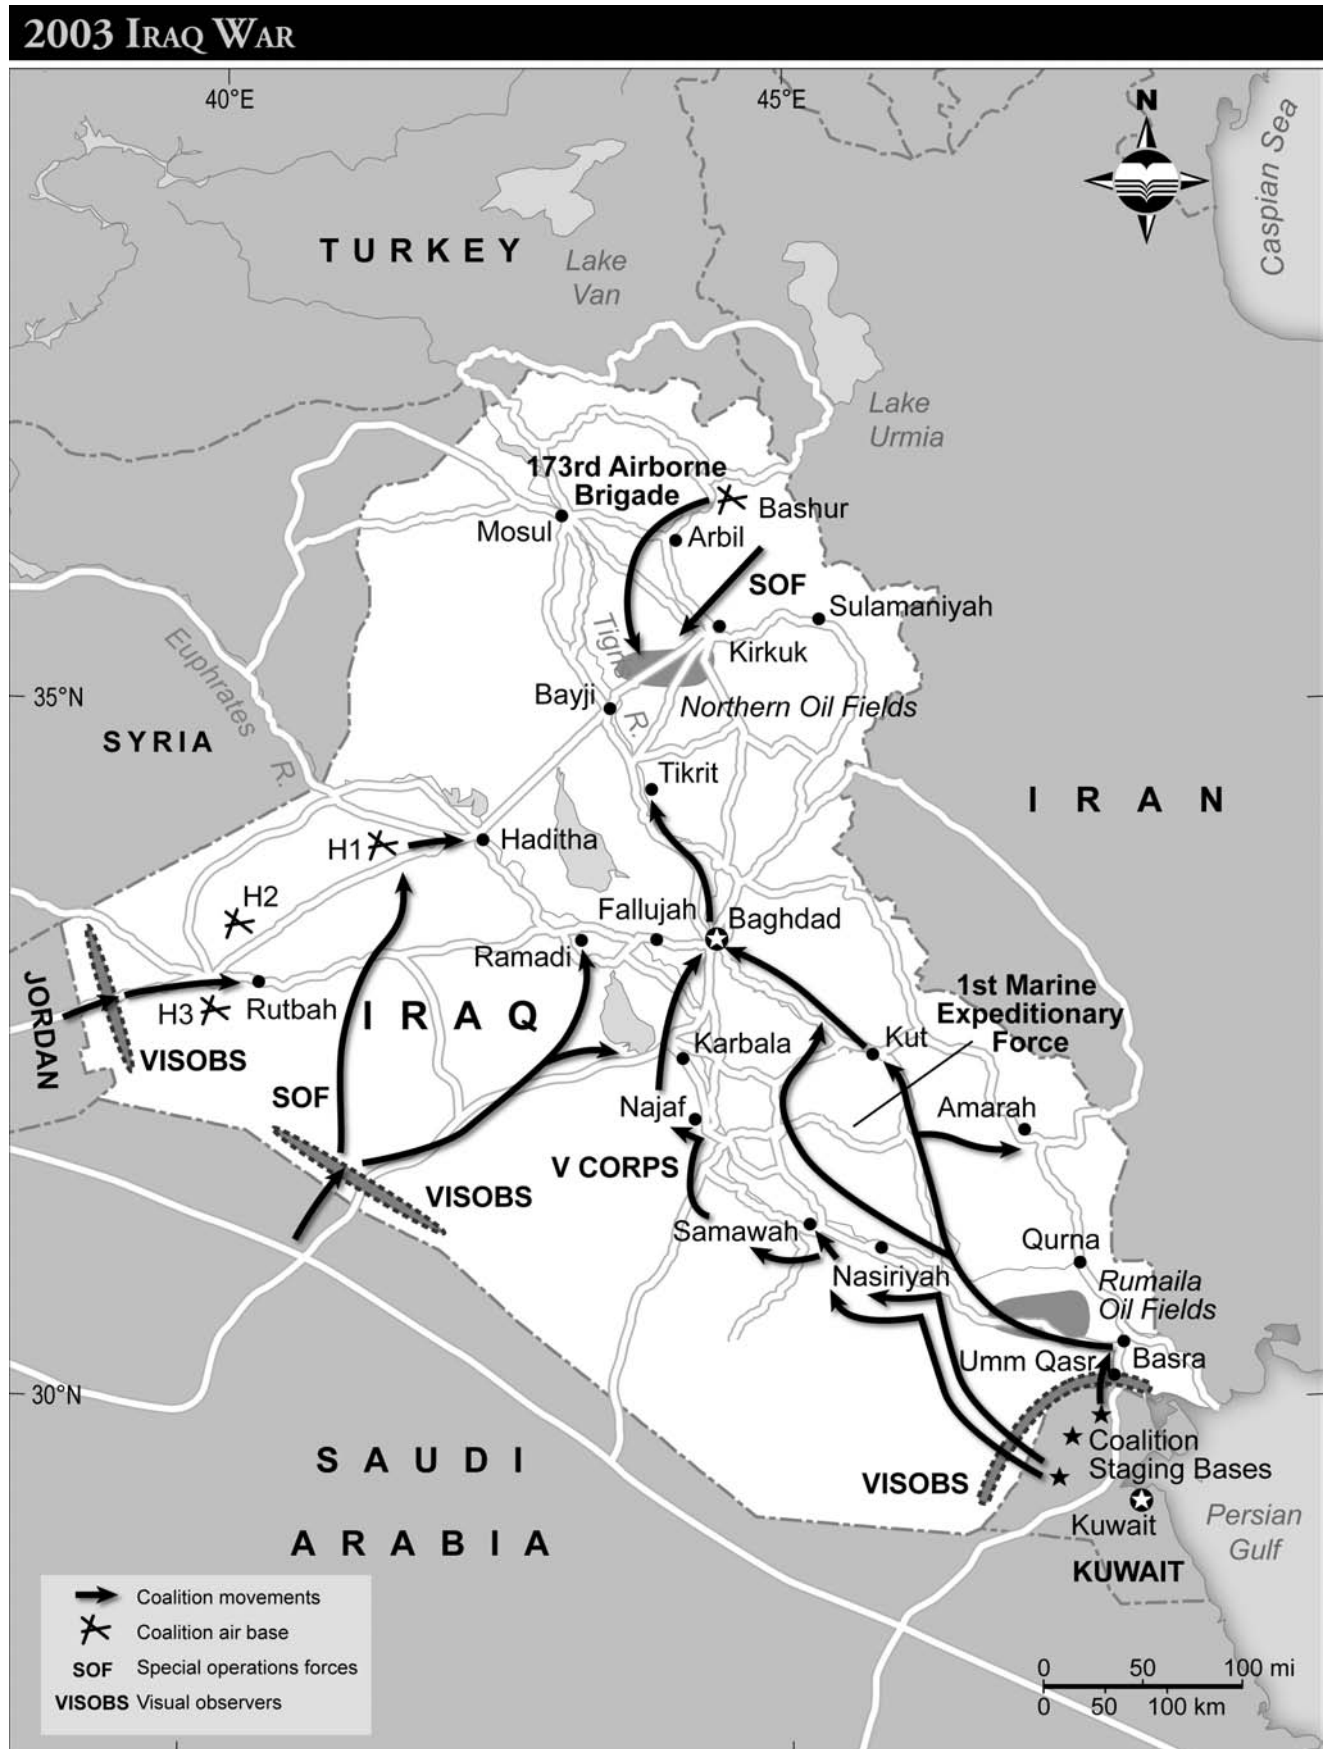 2003 IRAQ WAR
40°E
45°E
N
Caspian Sea
TURKEY
Lake
Van
Lake
Urmia
173rd Airborne
Brigade
Bashur
Mosul
Arbil
SOF
Sulamaniyah
Tigris
Kirkuk
Euphrates
35°N
Bayji
R.
Northern Oil Fields
SYRIA
R.
Tikrit
IRAN
H1
Haditha
H2
Fallujah
Baghdad
Ramadi
JORDAN
H3
Rutbah
IRAQ
1st Marine
Expeditionary
Force
VISOBS
Karbala
Kut
SOF
Najaf
Amarah
V CORPS
VISOBS
Samawah
Qurna
Nasiriyah
Rumaila
Oil Fields
Umm Qasr
Basra
30°N
SAUDI
ARABIA
Coalition
Staging Bases
VISOBS
Kuwait
Persian
Gulf
KUWAIT
Coalition movements
Coalition air base
SOF Special operations forces
VISOBS Visual observers
0 50 100 mi
0 50 100 km